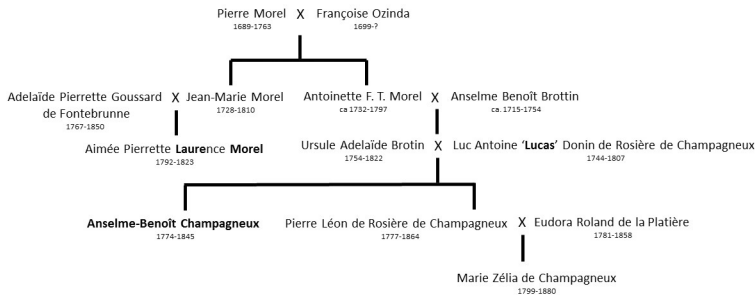 Pierre Morel X Françoise Ozinda
1689-1763 1699-?
Adelaïde Pierrette Goussard X Jean-Marie Morel Antoinette F. T. Morel X Anselme Benoît Brottin
de Fontebrunne 1728-1810 ca 1732-1797 ca. 1715-1754
1767-1850
Aimée Pierrette Laurence Morel Ursule Adelaïde Brotin X Luc Antoine ‘Lucas’ Donin de Rosière de Champagneux
1792-1823 1754-1822 1744-1807
Anselme-Benoît Champagneux Pierre Léon de Rosière de Champagneux X Eudora Roland de la Platière
1774-1845 1777-1864 1781-1858
Marie Zélia de Champagneux
1799-1880